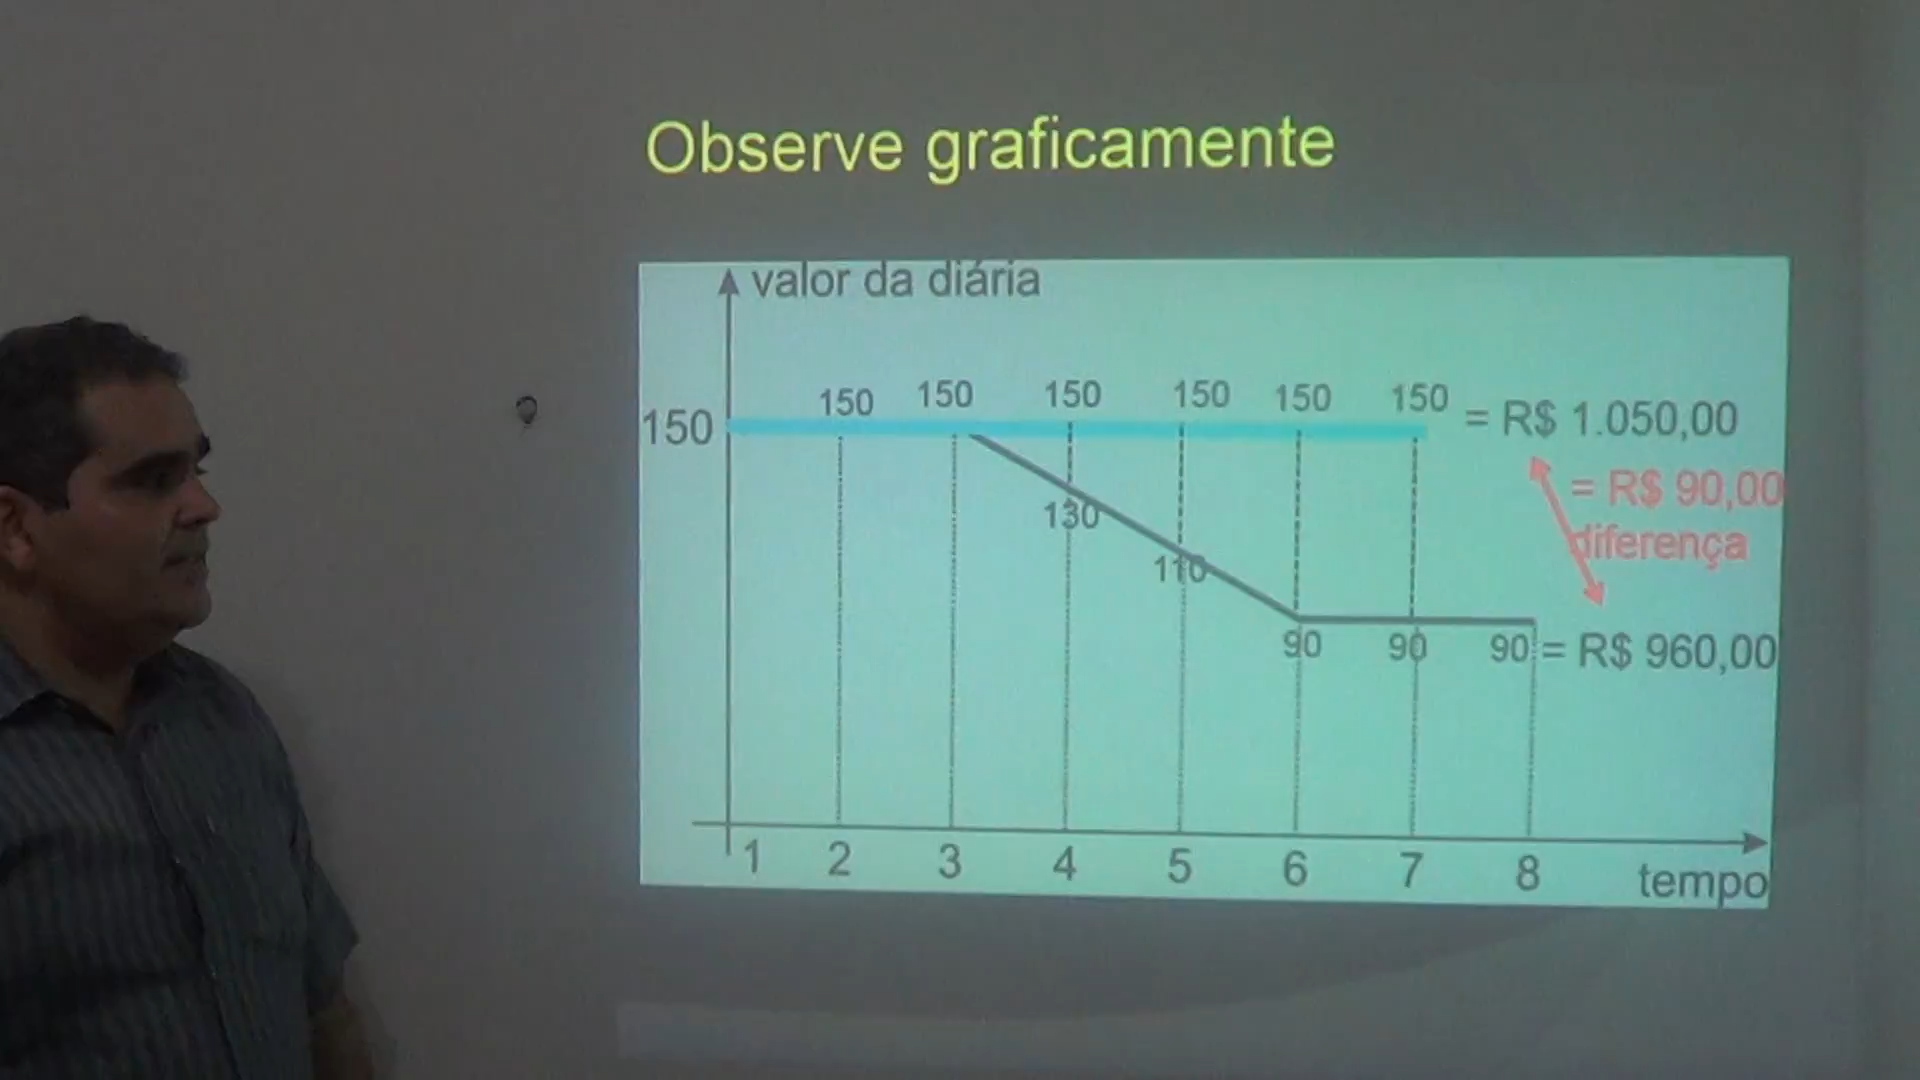 Observe graficamente
valor da diária
150 150 150 150 150 150 150 = R$ 1.050,00
= R$ 90,00
diferença
130
110
90 90 90 = R$ 960,00
1 2 3 4 5 6 7 8 tempo